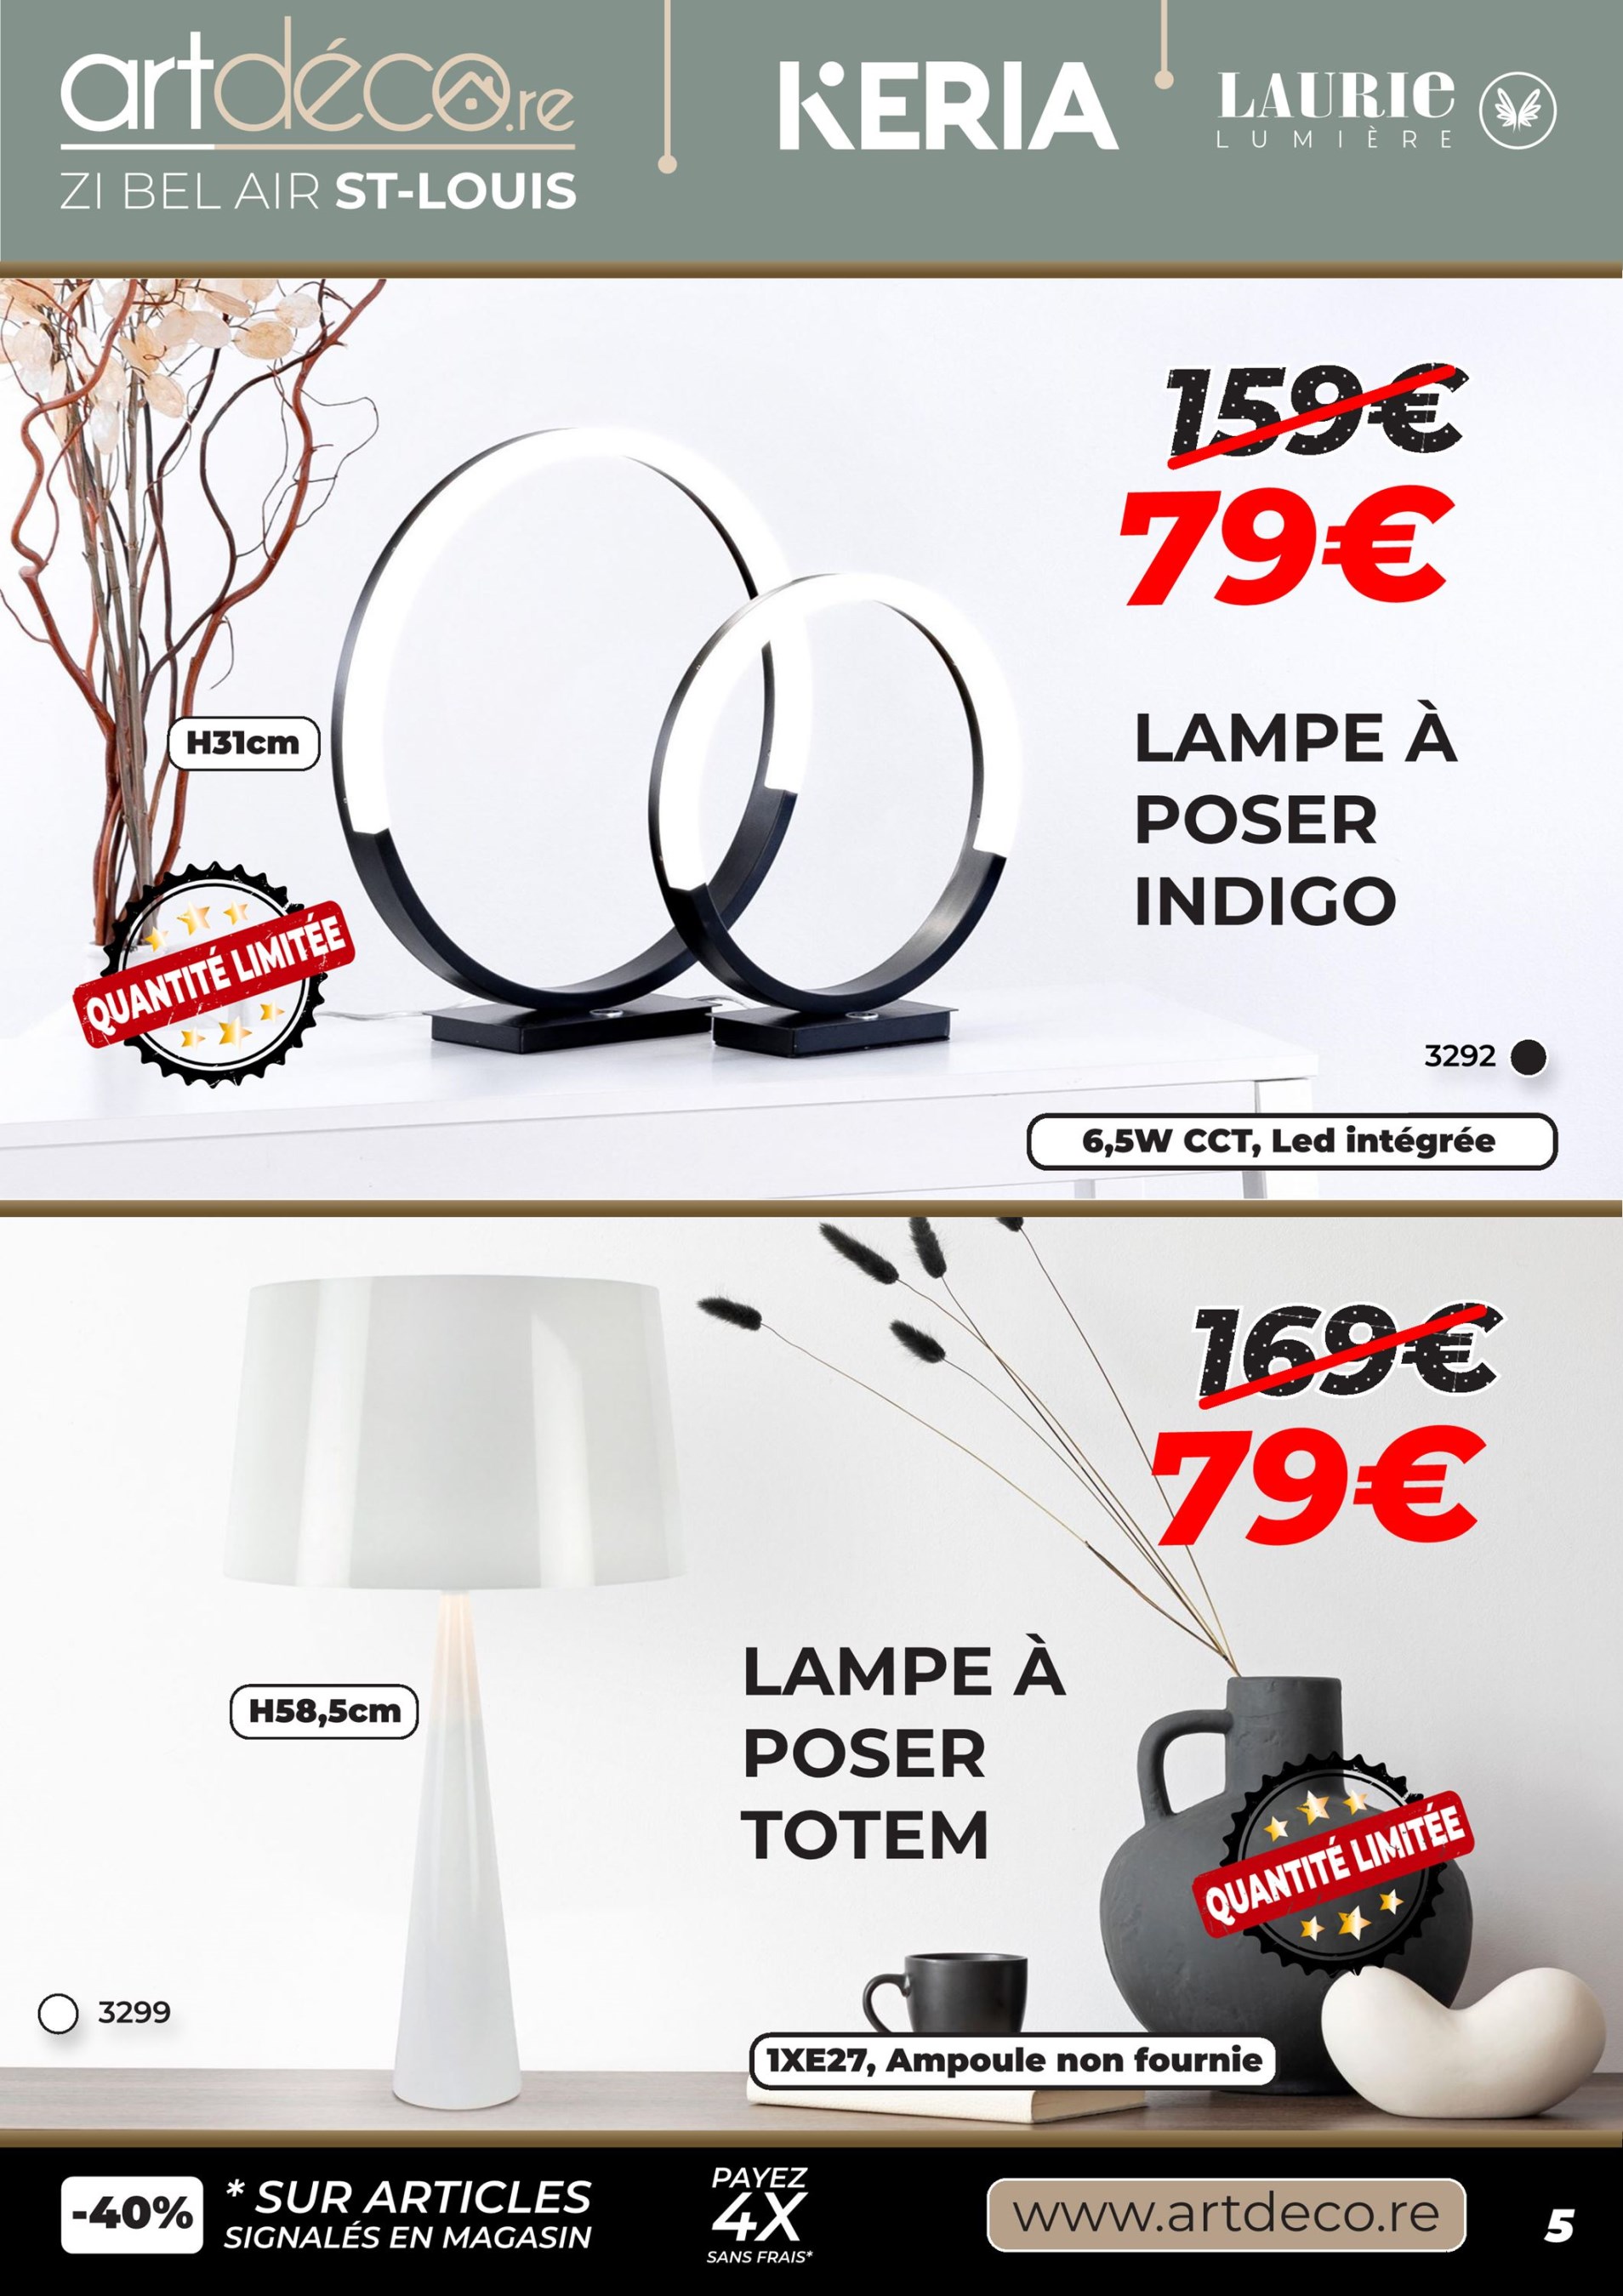 artdéco.re
ZI BEL AIR ST-LOUIS
KERIA
LAURIE
LUMIÈRE
159€
79€
LAMPE À
POSER
INDIGO
H31cm
QUANTITÉ LIMITÉE
3292
6,5W CCT, Led intégrée
169€
79€
LAMPE À
POSER
TOTEM
H58,5cm
QUANTITÉ LIMITÉE
3299
1XE27, Ampoule non fournie
-40%
* SUR ARTICLES
SIGNALÉS EN MAGASIN
PAYEZ
4X
SANS FRAIS*
www.artdeco.re
5